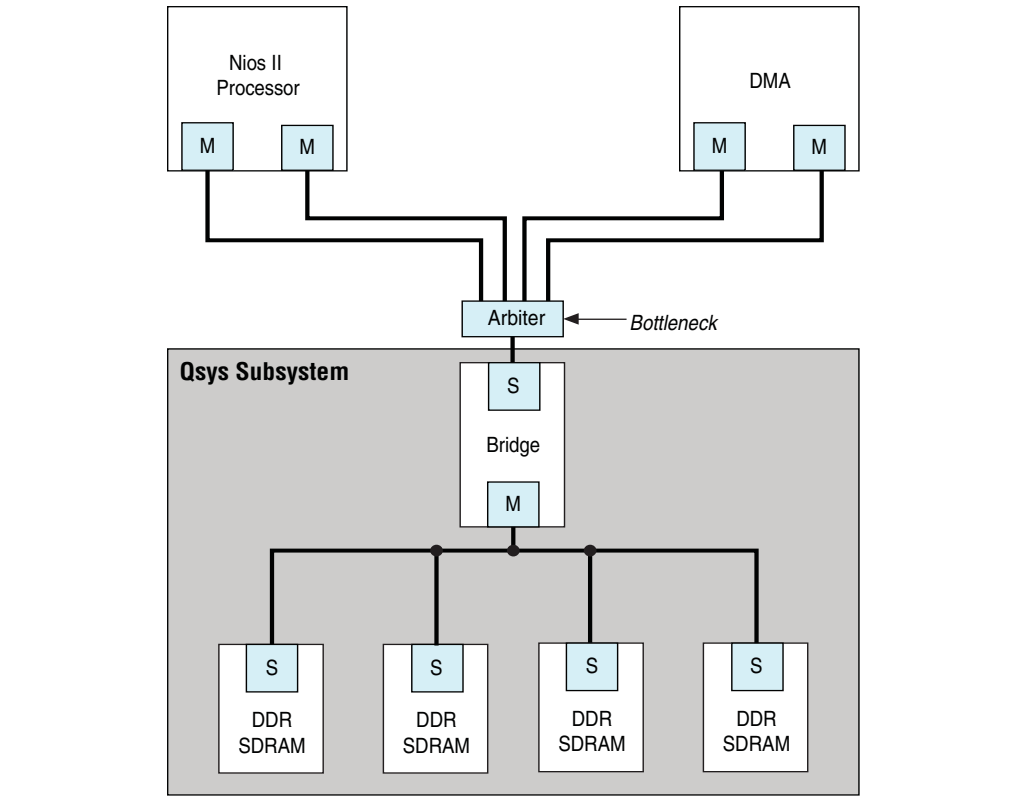 Nios II
Processor
DMA
M
M
M
M
Arbiter
Bottleneck
Qsys Subsystem
S
Bridge
M
S
S
S
S
DDR
SDRAM
DDR
SDRAM
DDR
SDRAM
DDR
SDRAM